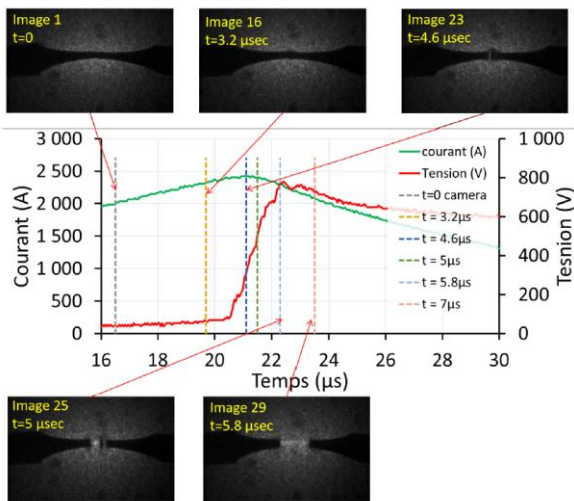 Image 1
t=0
Image 16
t=3.2 µsec
Image 23
t=4.6 µsec
3 000
2 500
2 000
1 500
1 000
500
0
Courant (A)
1 000
800
600
400
200
0
Tesnion (V)
courant (A)
Tension (V)
t=0 camera
t = 3.2µs
t = 4.6µs
t = 5µs
t = 5.8µs
t = 7µs
16 18 20 22 24 26 28 30
Temps (µs)
Image 25
t=5 µsec
Image 29
t=5.8 µsec